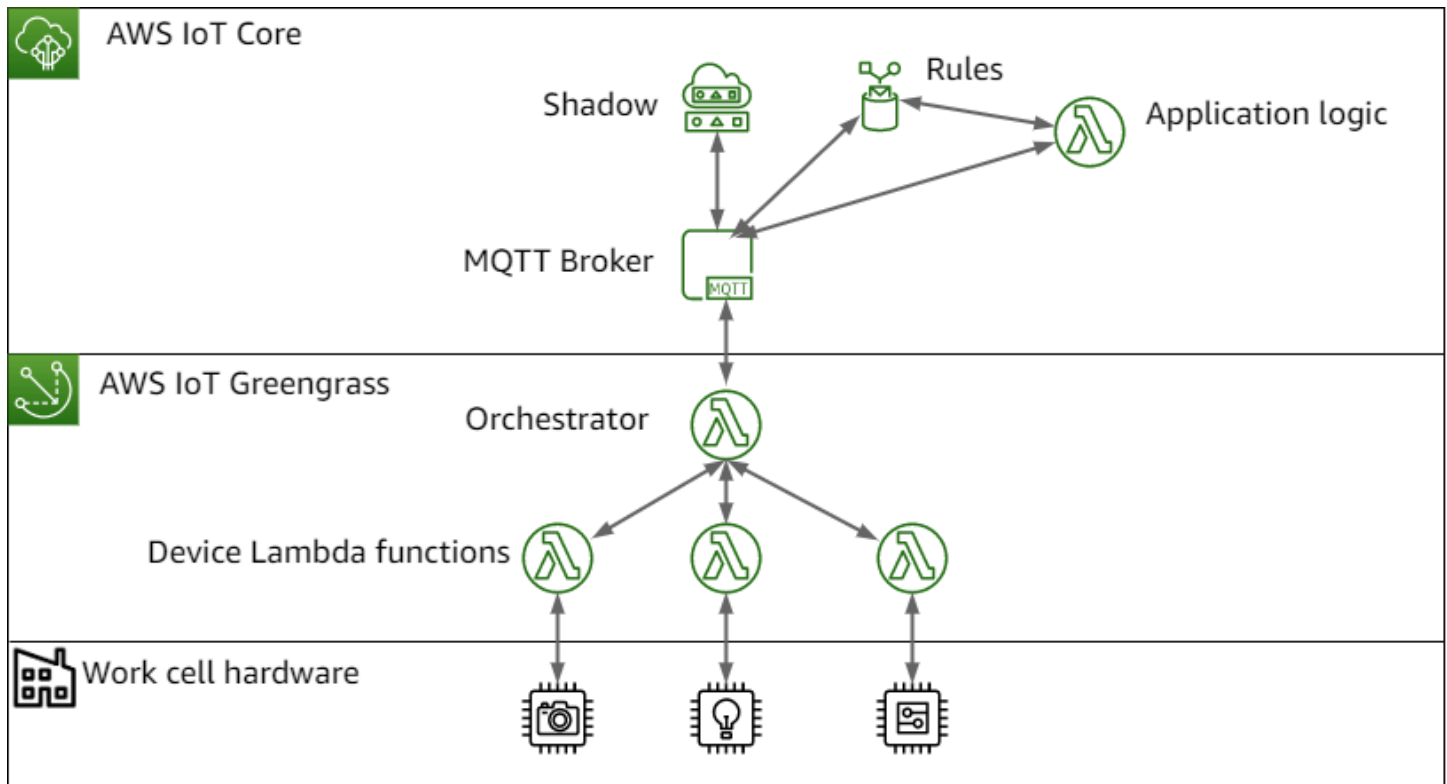 AWS IoT Core
Rules
Shadow
Application logic
MQTT Broker
MQTT
AWS IoT Greengrass
Orchestrator
Device Lambda functions
Work cell hardware